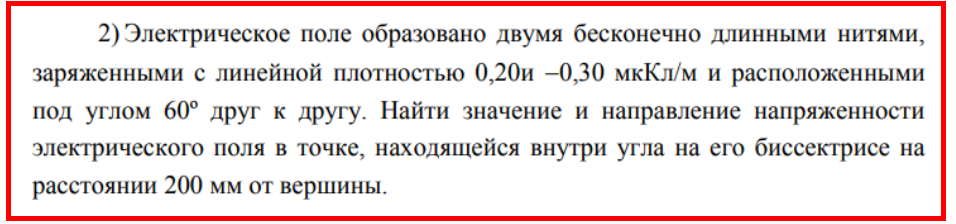 2) Электрическое поле образовано двумя бесконечно длинными нитями,
заряженными с линейной плотностью 0,20и –0,30 мкКл/м и расположенными
под углом 60º друг к другу. Найти значение и направление напряженности
электрического поля в точке, находящейся внутри угла на его биссектрисе на
расстоянии 200 мм от вершины.